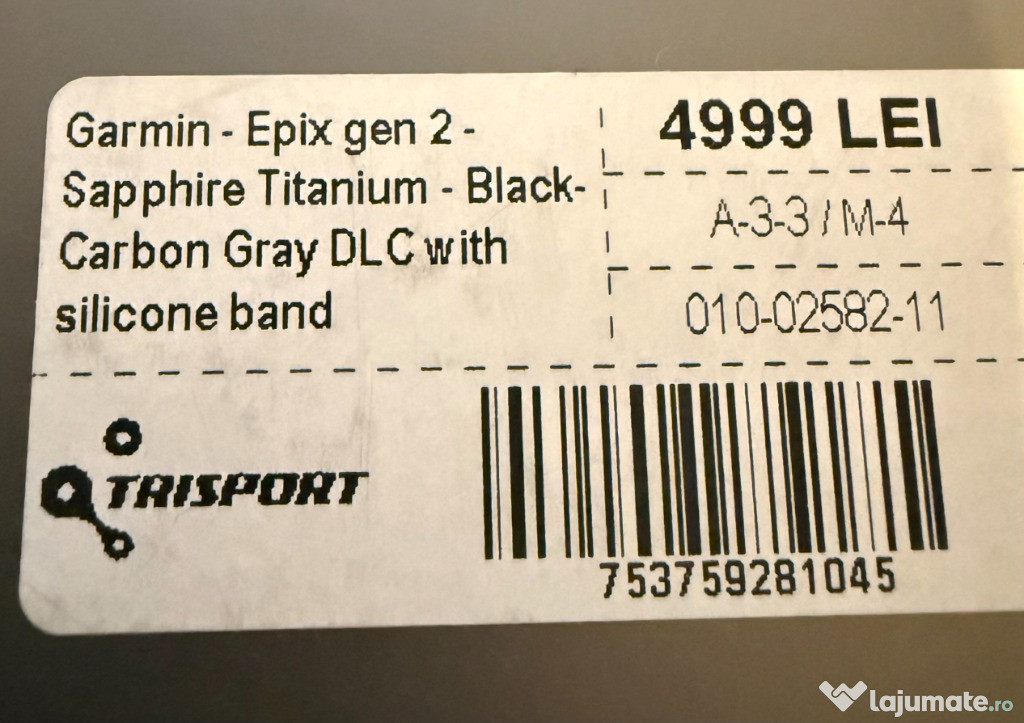 Garmin - Epix gen 2 -
Sapphire Titanium - Black-
Carbon Gray DLC with
silicone band
4999 LEI
A-3-3 / M-4
010-02582-11
TRISPORT
753759281045
lajumate.ro